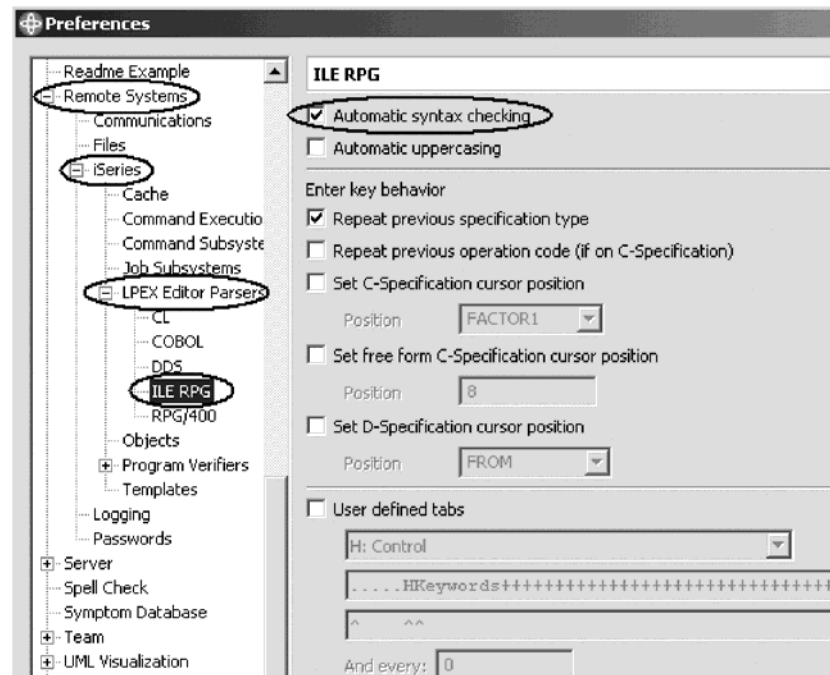 Preferences
Readme Example
Remote Systems
Communications
Files
iSeries
Cache
Command Executio
Command Subsyste
Job Subsystems
LPEX Editor Parsers
CL
COBOL
DDS
ILE RPG
RPG/400
Objects
Program Verifiers
Templates
Logging
Passwords
Server
Spell Check
Symptom Database
Team
UML Visualization
ILE RPG
Automatic syntax checking
Automatic uppercasing
Enter key behavior
Repeat previous specification type
Repeat previous operation code (if on C-Specification)
Set C-Specification cursor position
Position FACTOR1
Set free form C-Specification cursor position
Position 8
Set D-Specification cursor position
Position FROM
User defined tabs
H: Control
.....HKeywords++++++++++++++++++++++++++++++++
^    ^^
And every: 0